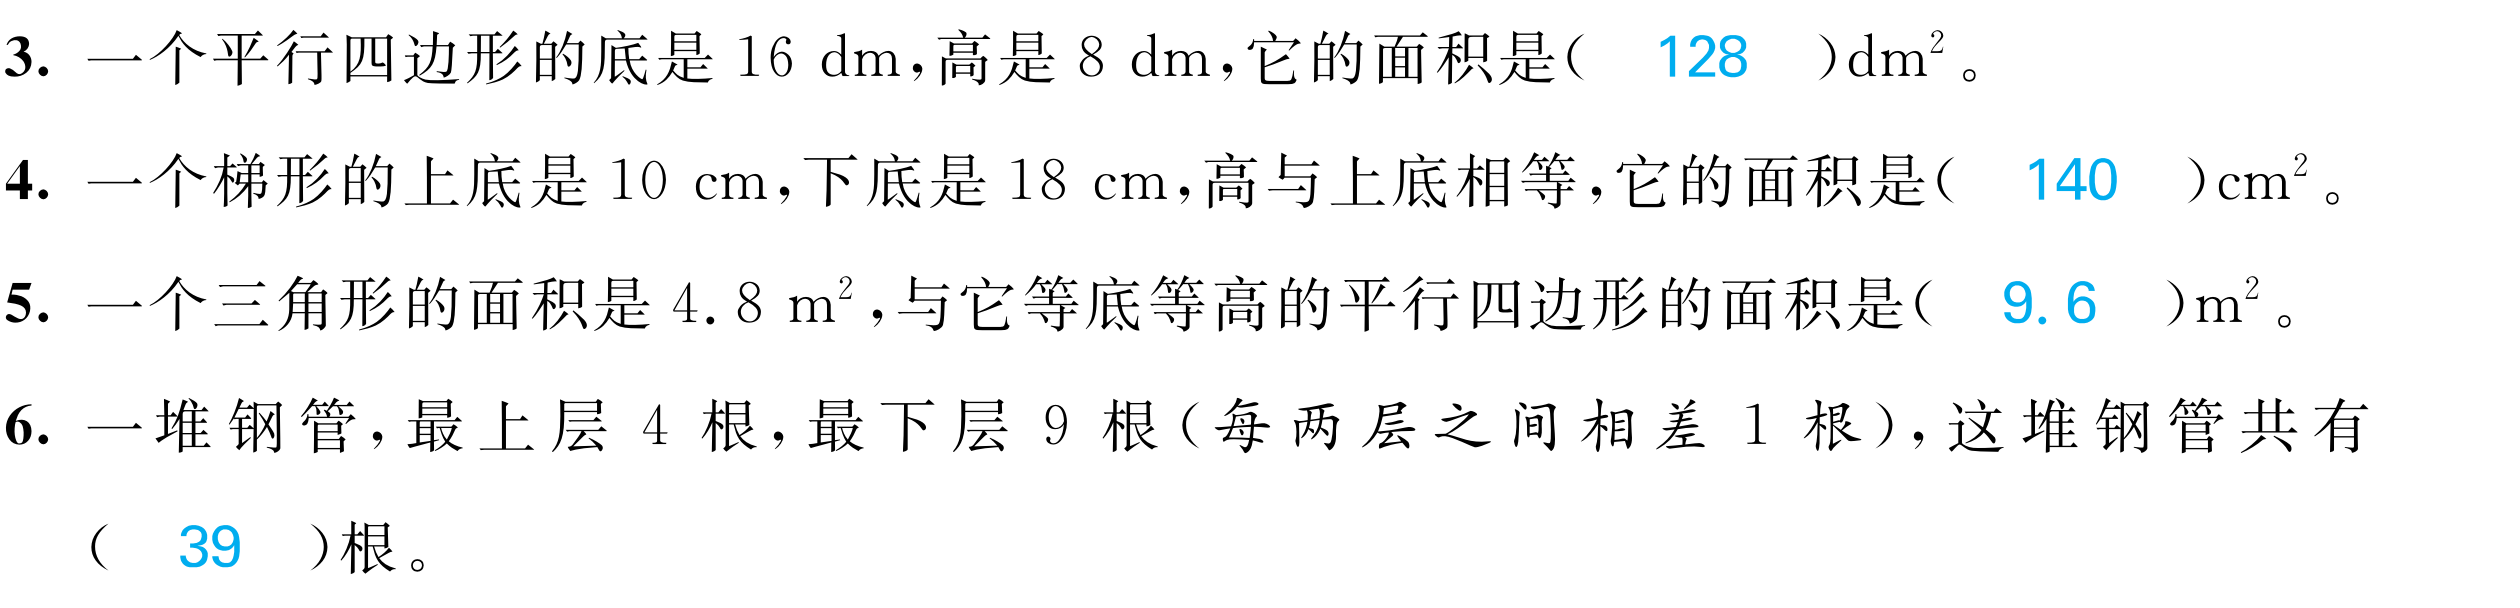 3. 一个平行四边形的底是 16 dm,高是 8 dm,它的面积是( 128 )dm²。
4. 一个梯形的上底是 10 cm,下底是 18 cm,高与上底相等,它的面积是( 140 )cm²。
5. 一个三角形的面积是 4.8 m²,与它等底等高的平行四边形的面积是( 9.6 )m²。
6. 一堆钢管,最上层 4 根,最下层 9 根(每相邻两层之间相差 1 根),这堆钢管共有
( 39 )根。